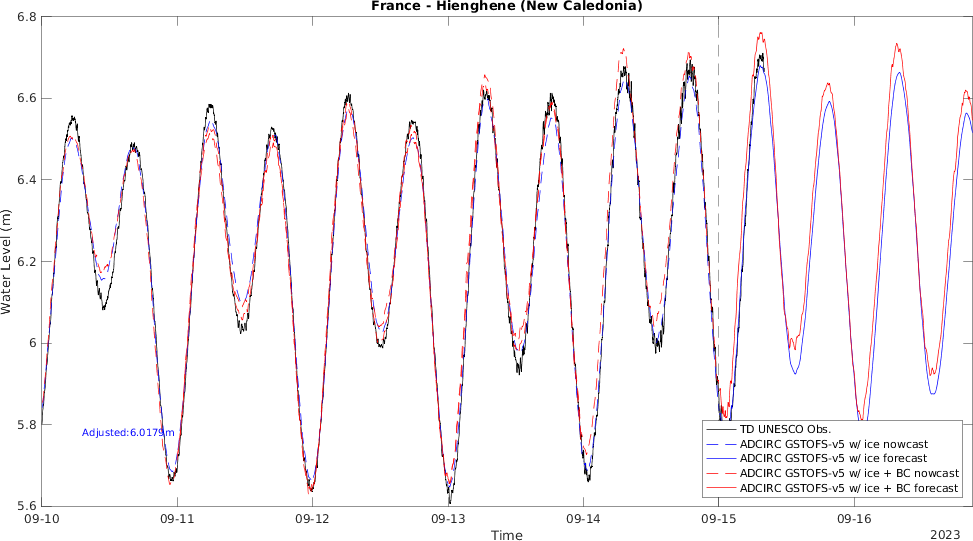 France - Hienghene (New Caledonia)
6.8
6.6
6.4
6.2
6
5.8
5.6
Water Level (m)
Adjusted:6.0179m
TD UNESCO Obs.
ADCIRC GSTOFS-v5 w/ ice nowcast
ADCIRC GSTOFS-v5 w/ ice forecast
ADCIRC GSTOFS-v5 w/ ice + BC nowcast
ADCIRC GSTOFS-v5 w/ ice + BC forecast
09-10 09-11 09-12 09-13 09-14 09-15 09-16
Time
2023